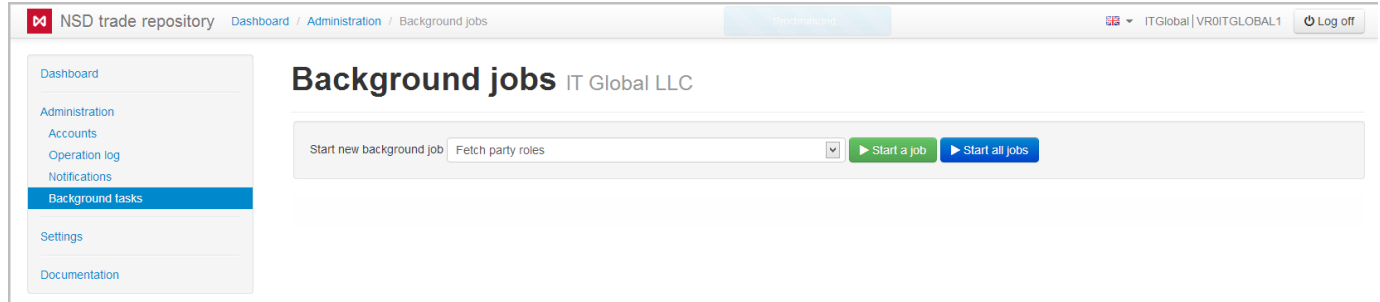 NSD trade repository Dashboard / Administration / Background jobs ITGlobal | VR0ITGLOBAL1 Log off
Dashboard
Administration
Accounts
Operation log
Notifications
Background tasks
Settings
Documentation
Background jobs IT Global LLC
Start new background job Fetch party roles Start a job Start all jobs